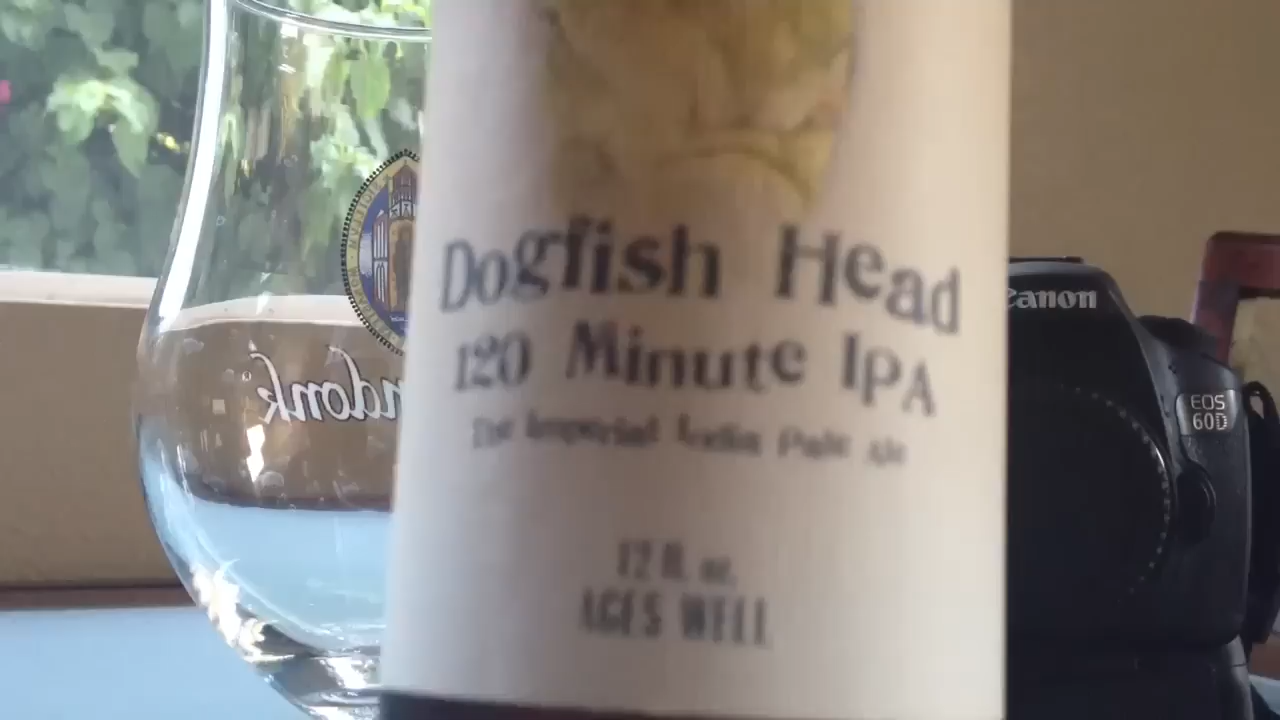 Dogfish Head
120 Minute IPA
The Imperial India Pale Ale
12 fl. oz.
AGES WELL
Canon
EOS
60D